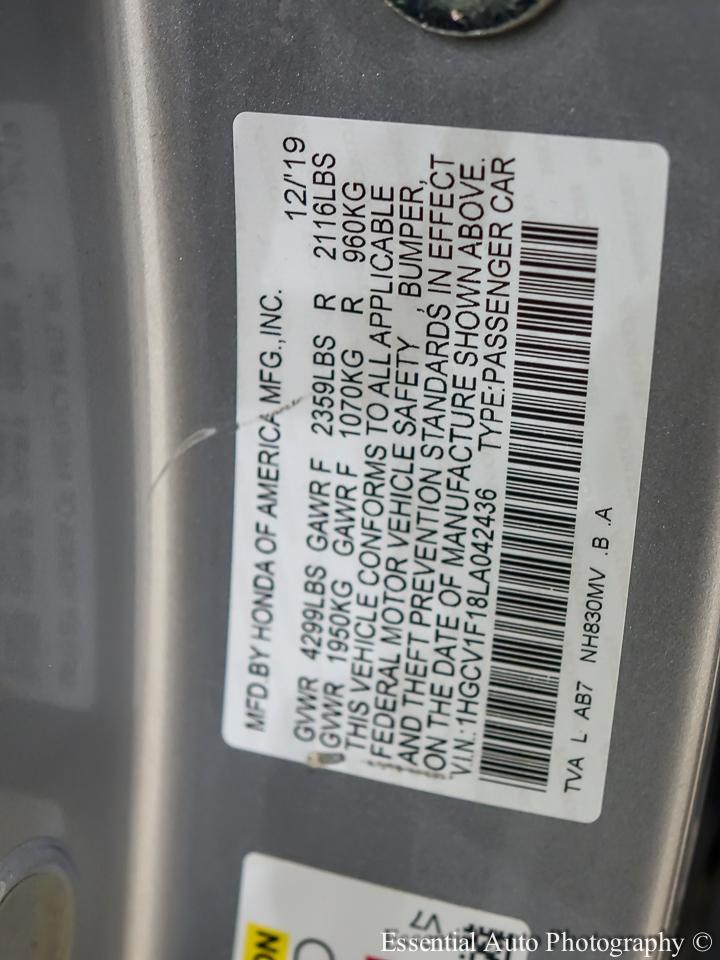 MFD.BY HONDA OF AMERICA MFG.,INC. 12/'19
GVWR 4299LBS GAWR F 2359LBS R 2116LBS
GVWR 1950KG GAWR F 1070KG R 960KG
THIS VEHICLE CONFORMS TO ALL APPLICABLE
FEDERAL MOTOR VEHICLE SAFETY , BUMPER,
AND THEFT PREVENTION STANDARDS IN EFFECT
ON THE DATE OF MANUFACTURE SHOWN ABOVE.
V.I.N.:1HGCV1F18LA042436 TYPE:PASSENGER CAR
TVA L AB7 NH830MV .B .A
Essential Auto Photography ©